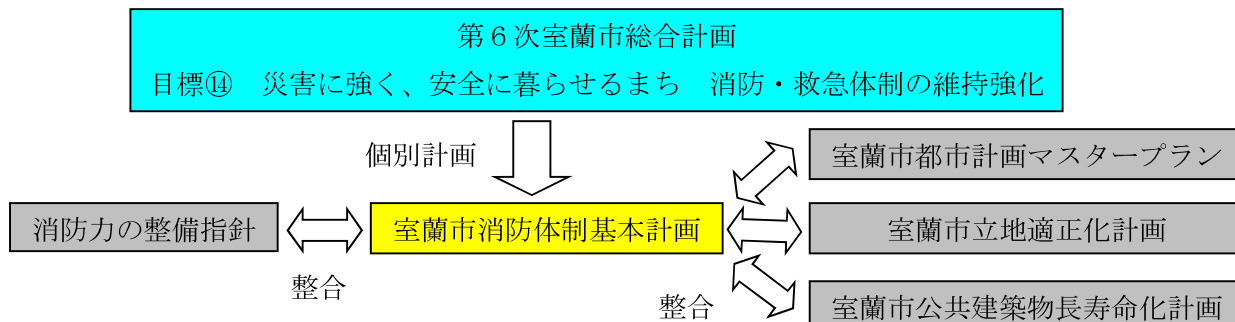 第６次室蘭市総合計画
目標⑭　災害に強く、安全に暮らせるまち　消防・救急体制の維持強化
個別計画
室蘭市都市計画マスタープラン
消防力の整備指針
室蘭市消防体制基本計画
室蘭市立地適正化計画
整合
整合
室蘭市公共建築物長寿命化計画